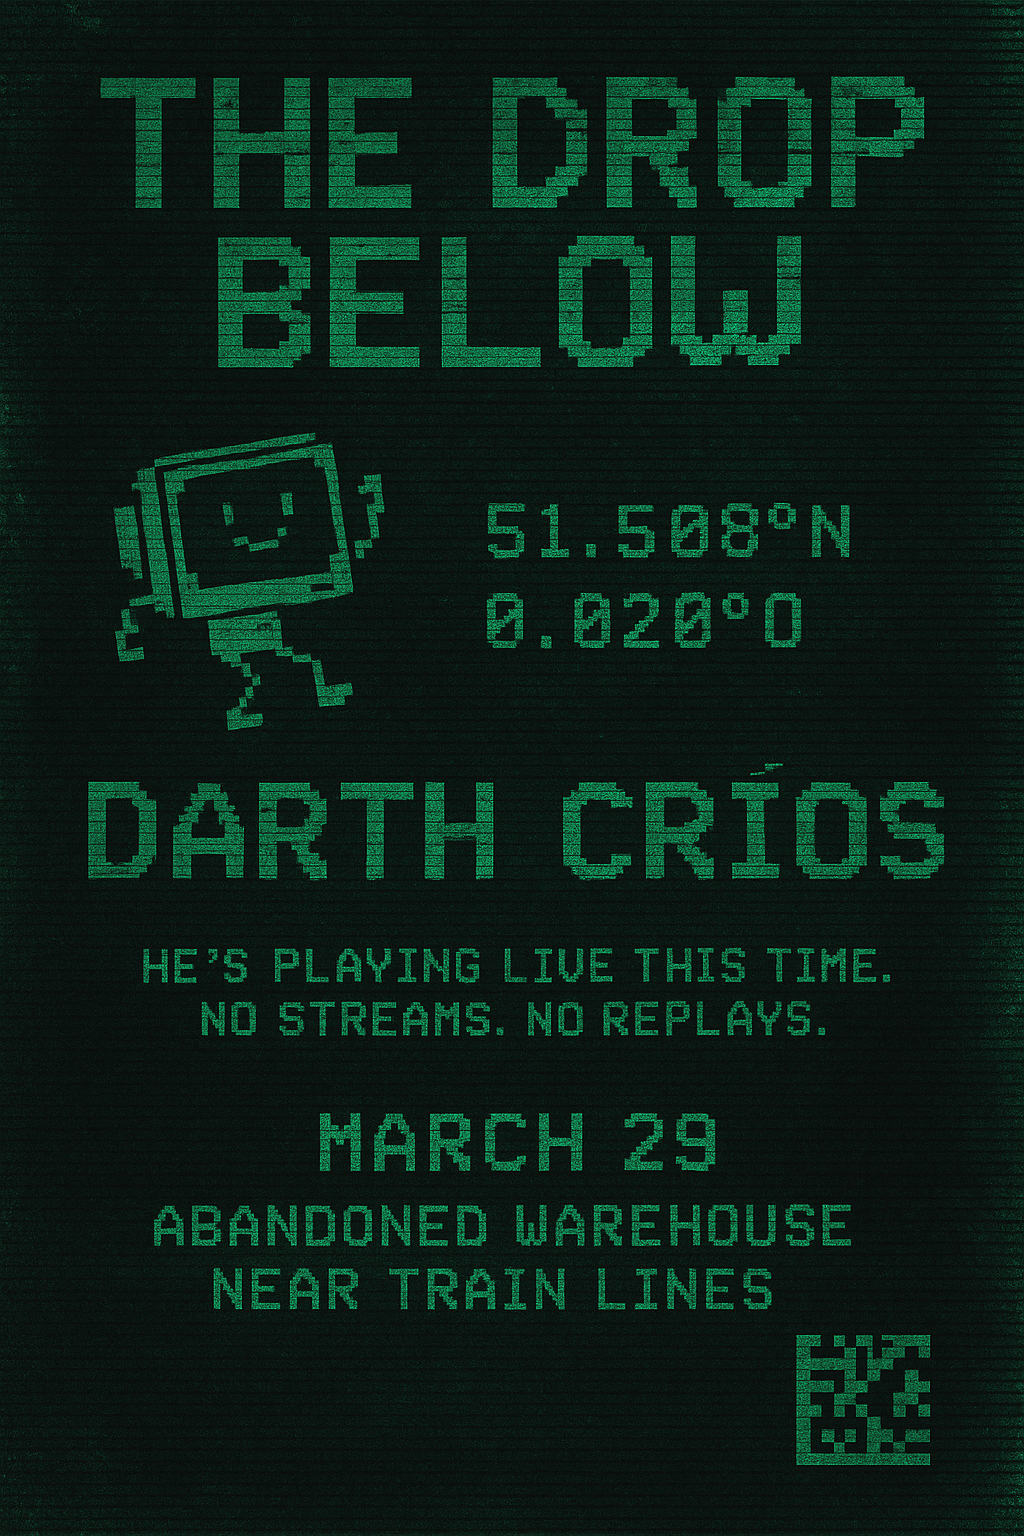 THE DROP
BELOW
51.508°N
0.020°O
DARTH CRÍOS
HE'S PLAYING LIVE THIS TIME.
NO STREAMS. NO REPLAYS.
MARCH 29
ABANDONED WAREHOUSE
NEAR TRAIN LINES